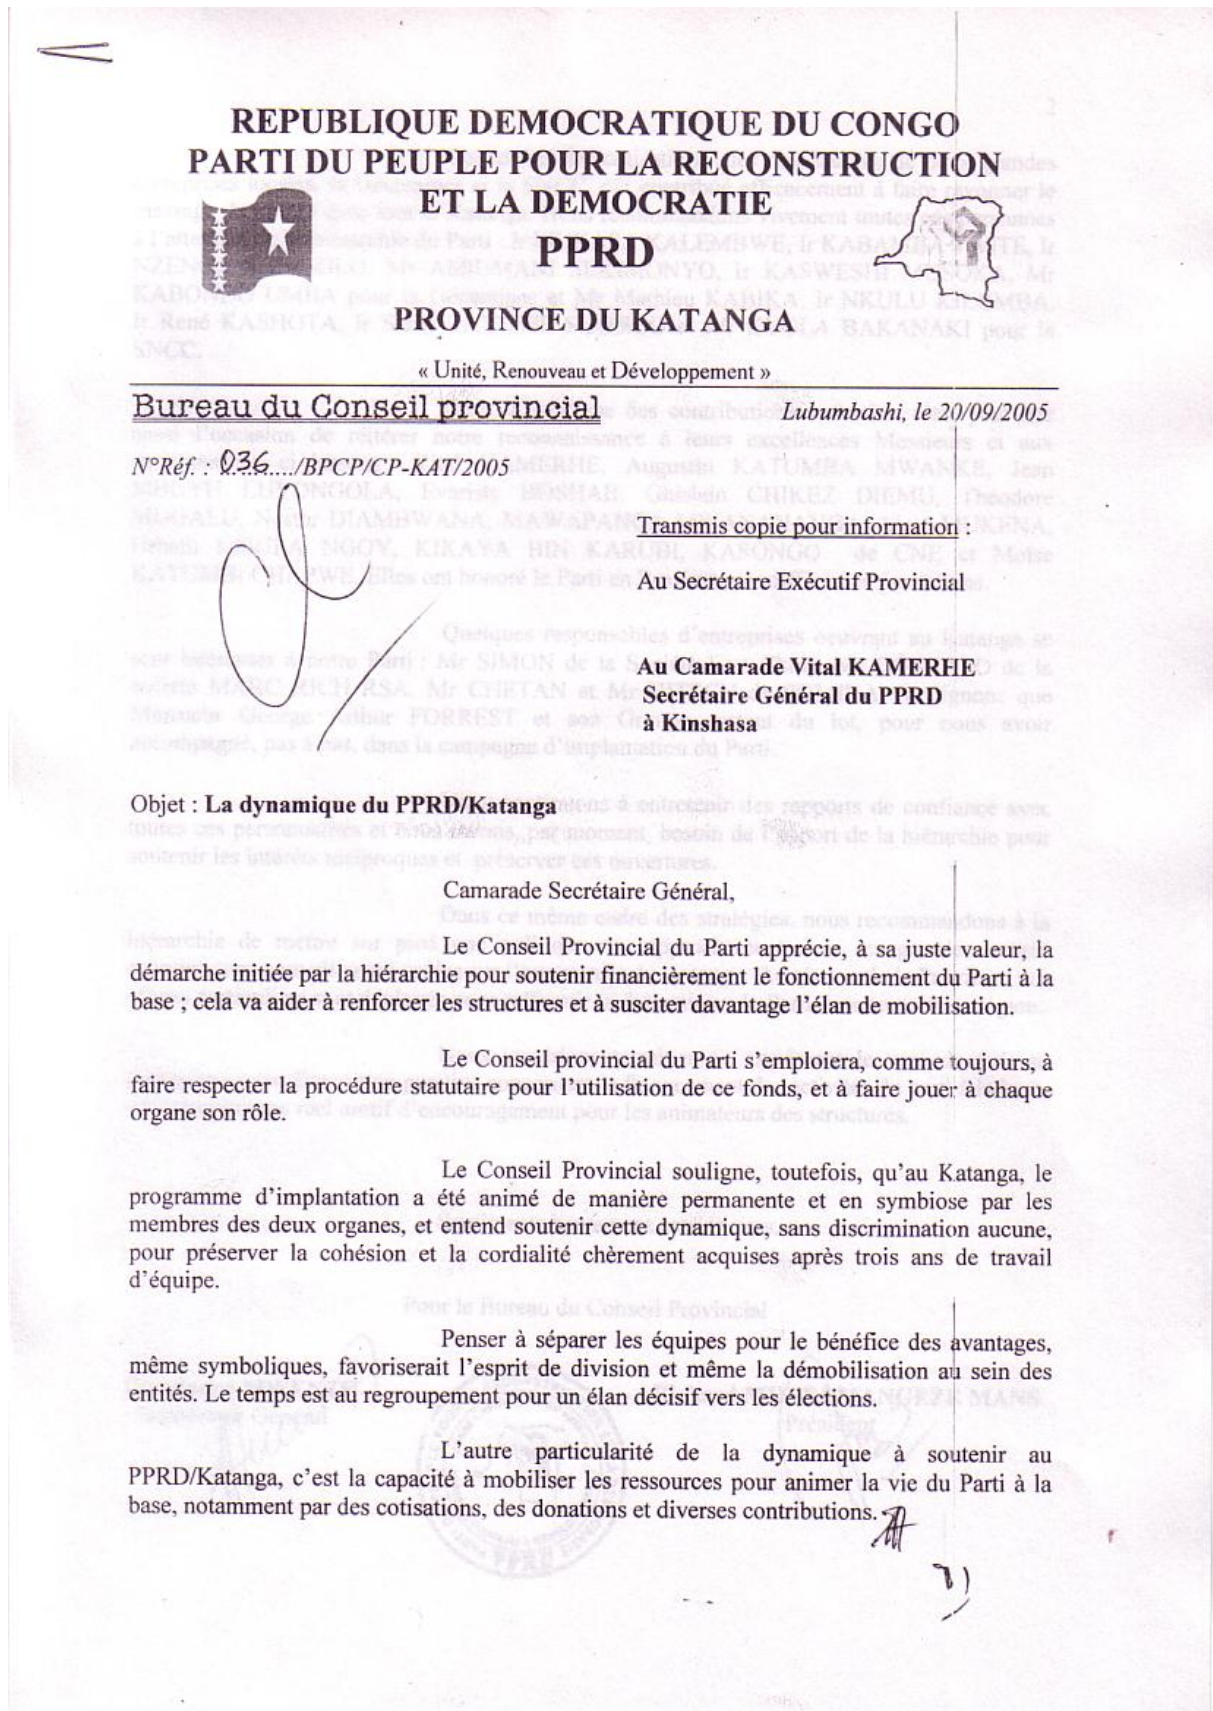 REPUBLIQUE DEMOCRATIQUE DU CONGO
PARTI DU PEUPLE POUR LA RECONSTRUCTION
ET LA DEMOCRATIE
PPRD
PROVINCE DU KATANGA
« Unité, Renouveau et Développement »
Bureau du Conseil provincial
Lubumbashi, le 20/09/2005
N°Réf. : 036..../BPCP/CP-KAT/2005
Transmis copie pour information :
Au Secrétaire Exécutif Provincial
Au Camarade Vital KAMERHE
Secrétaire Général du PPRD
à Kinshasa
Objet : La dynamique du PPRD/Katanga
Camarade Secrétaire Général,
Le Conseil Provincial du Parti apprécie, à sa juste valeur, la
démarche initiée par la hiérarchie pour soutenir financièrement le fonctionnement du Parti à la
base ; cela va aider à renforcer les structures et à susciter davantage l'élan de mobilisation.
Le Conseil provincial du Parti s'emploiera, comme toujours, à
faire respecter la procédure statutaire pour l'utilisation de ce fonds, et à faire jouer à chaque
organe son rôle.
Le Conseil Provincial souligne, toutefois, qu'au Katanga, le
programme d'implantation a été animé de manière permanente et en symbiose par les
membres des deux organes, et entend soutenir cette dynamique, sans discrimination aucune,
pour préserver la cohésion et la cordialité chèrement acquises après trois ans de travail
d'équipe.
Penser à séparer les équipes pour le bénéfice des avantages,
même symboliques, favoriserait l'esprit de division et même la démobilisation au sein des
entités. Le temps est au regroupement pour un élan décisif vers les élections.
L'autre particularité de la dynamique à soutenir au
PPRD/Katanga, c'est la capacité à mobiliser les ressources pour animer la vie du Parti à la
base, notamment par des cotisations, des donations et diverses contributions.